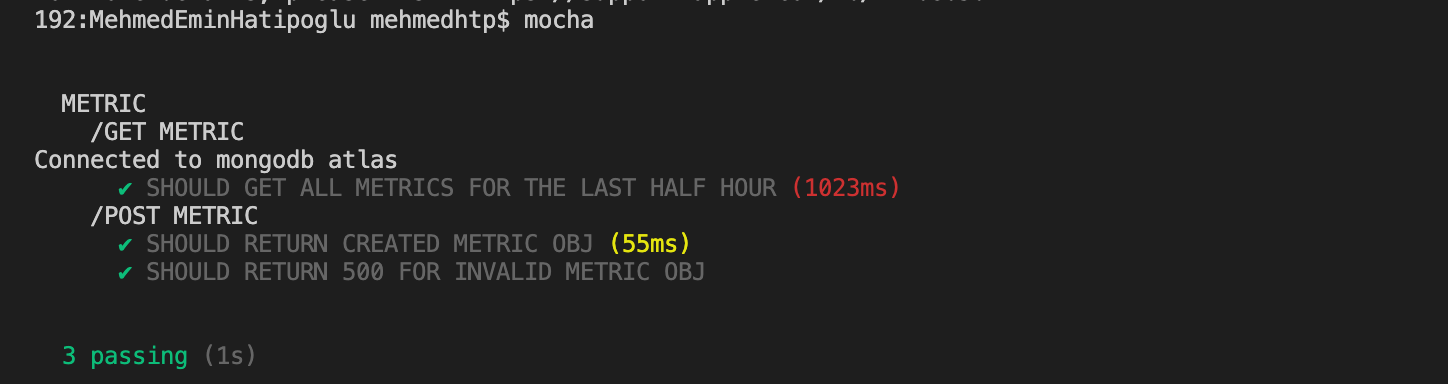 192:MehmedEminHatipoglu mehmedhtp$ mocha
METRIC
/GET METRIC
Connected to mongodb atlas
✔ SHOULD GET ALL METRICS FOR THE LAST HALF HOUR (1023ms)
/POST METRIC
✔ SHOULD RETURN CREATED METRIC OBJ (55ms)
✔ SHOULD RETURN 500 FOR INVALID METRIC OBJ
3 passing (1s)